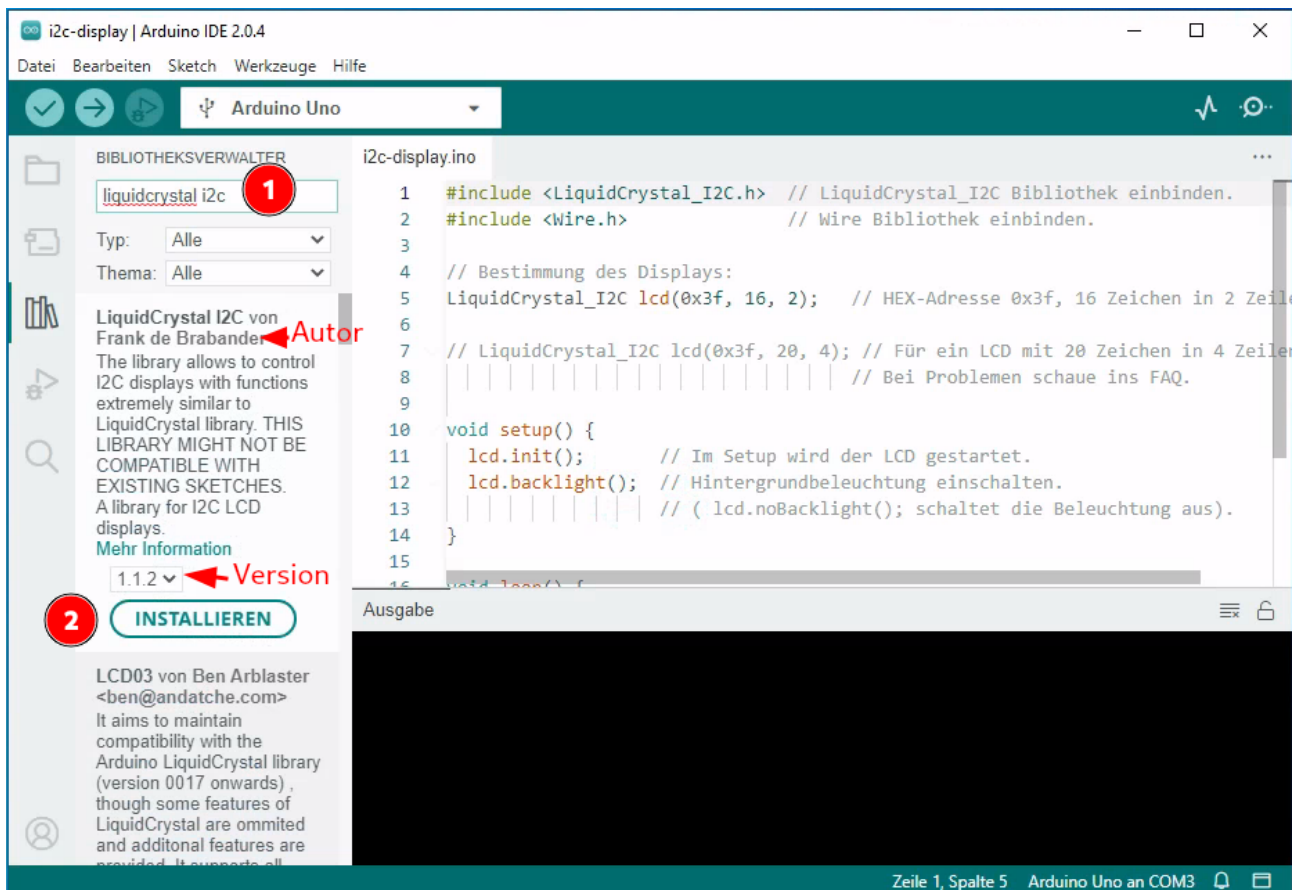 i2c-display | Arduino IDE 2.0.4
Datei Bearbeiten Sketch Werkzeuge Hilfe
Arduino Uno
BIBLIOTHEKSVERWALTER
liquidcrystal i2c
1
Typ: Alle
Thema: Alle
LiquidCrystal I2C von
Frank de Brabander
Autor
The library allows to control
I2C displays with functions
extremely similar to
LiquidCrystal library. THIS
LIBRARY MIGHT NOT BE
COMPATIBLE WITH
EXISTING SKETCHES.
A library for I2C LCD
displays.
Mehr Information
1.1.2
Version
2
INSTALLIEREN
LCD03 von Ben Arblaster
<ben@andatche.com>
It aims to maintain
compatibility with the
Arduino LiquidCrystal library
(version 0017 onwards) ,
though some features of
LiquidCrystal are ommited
and additonal features are
provided. It supports all
i2c-display.ino
1 #include <LiquidCrystal_I2C.h> // LiquidCrystal_I2C Bibliothek einbinden.
2 #include <Wire.h> // Wire Bibliothek einbinden.
3
4 // Bestimmung des Displays:
5 LiquidCrystal_I2C lcd(0x3f, 16, 2); // HEX-Adresse 0x3f, 16 Zeichen in 2 Zeile
6
7 // LiquidCrystal_I2C lcd(0x3f, 20, 4); // Für ein LCD mit 20 Zeichen in 4 Zeilen
8 // Bei Problemen schaue ins FAQ.
9
10 void setup() {
11 lcd.init(); // Im Setup wird der LCD gestartet.
12 lcd.backlight(); // Hintergrundbeleuchtung einschalten.
13 // ( lcd.noBacklight(); schaltet die Beleuchtung aus).
14 }
15
16 void loop() {
Ausgabe
Zeile 1, Spalte 5 Arduino Uno an COM3